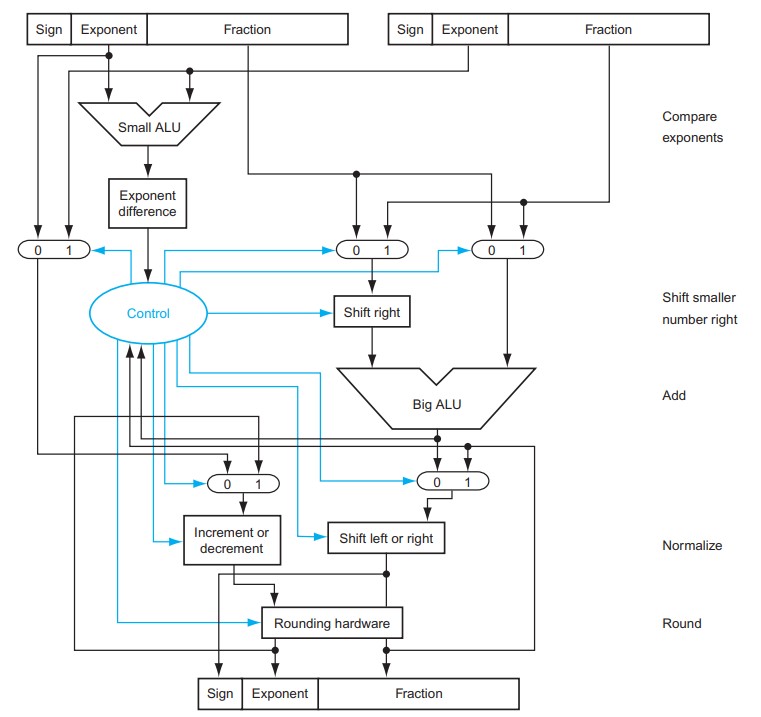 Sign Exponent Fraction
Sign Exponent Fraction
Compare
exponents
Small ALU
Exponent
difference
0 1
0 1
0 1
Control
Shift right
Shift smaller
number right
Big ALU
Add
0 1
0 1
Increment or
decrement
Shift left or right
Normalize
Rounding hardware
Round
Sign Exponent Fraction